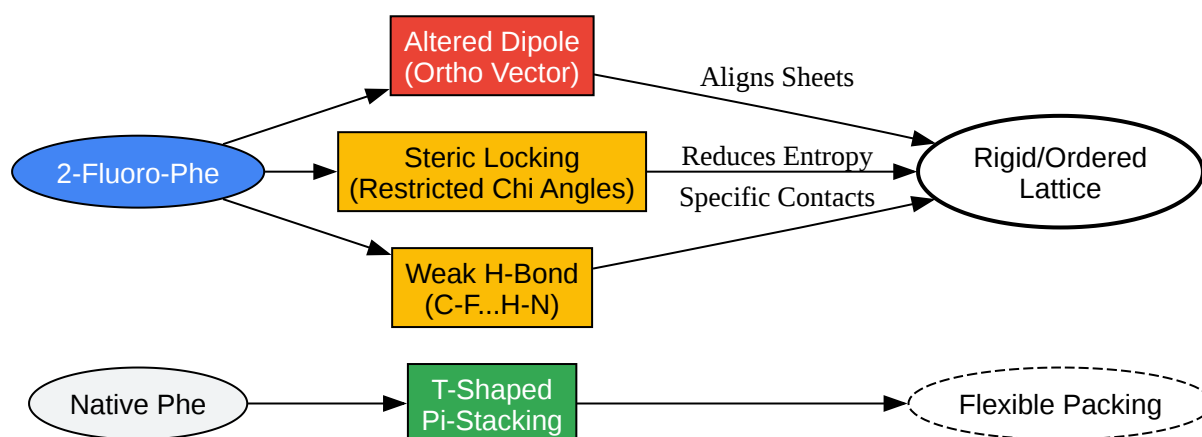 Altered Dipole
(Ortho Vector)
Aligns Sheets
2-Fluoro-Phe
Steric Locking
(Restricted Chi Angles)
Reduces Entropy
Rigid/Ordered
Lattice
Specific Contacts
Weak H-Bond
(C-F...H-N)
Native Phe
T-Shaped
Pi-Stacking
Flexible Packing